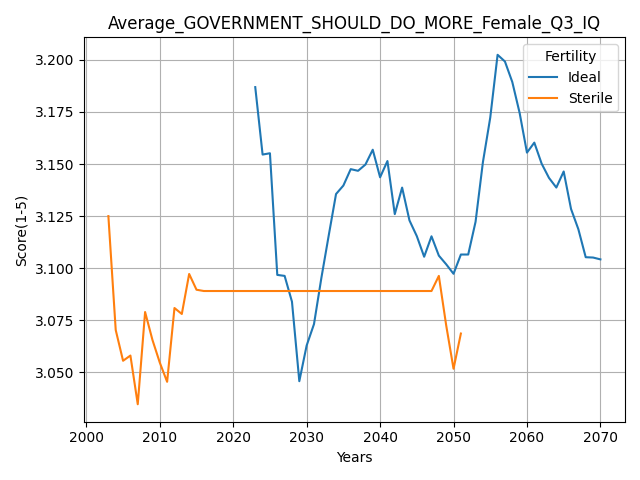 Average_GOVERNMENT_SHOULD_DO_MORE_Female_Q3_IQ
Fertility
Ideal
Sterile
Score(1-5)
3.200
3.175
3.150
3.125
3.100
3.075
3.050
2000 2010 2020 2030 2040 2050 2060 2070
Years